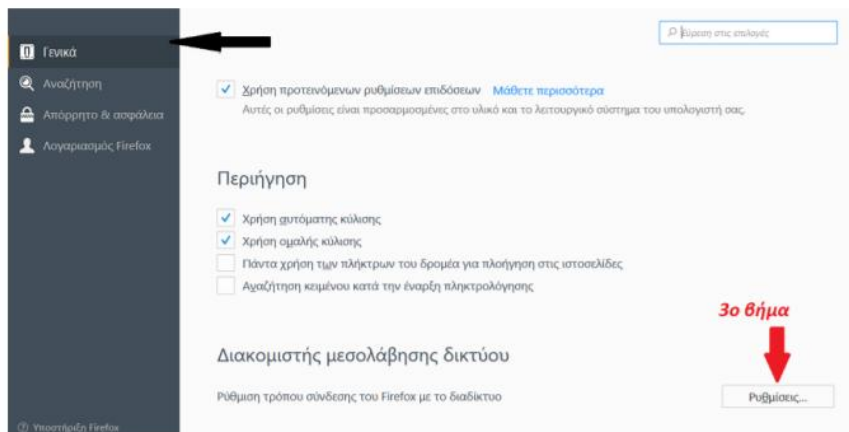 Εύρεση στις επιλογές
Γενικά
Αναζήτηση
Απόρρητο & ασφάλεια
Λογαριασμός Firefox
Χρήση προτεινόμενων ρυθμίσεων επιδόσεων Μάθετε περισσότερα
Αυτές οι ρυθμίσεις είναι προσαρμοσμένες στο υλικό και το λειτουργικό σύστημα του υπολογιστή σας.
Περιήγηση
Χρήση αυτόματης κύλισης
Χρήση ομαλής κύλισης
Πάντα χρήση των πλήκτρων του δρομέα για πλοήγηση στις ιστοσελίδες
Αναζήτηση κειμένου κατά την έναρξη πληκτρολόγησης
3ο βήμα
Διακομιστής μεσολάβησης δικτύου
Ρύθμιση τρόπου σύνδεσης του Firefox με το διαδίκτυο
Ρυθμίσεις...
Υποστήριξη Firefox